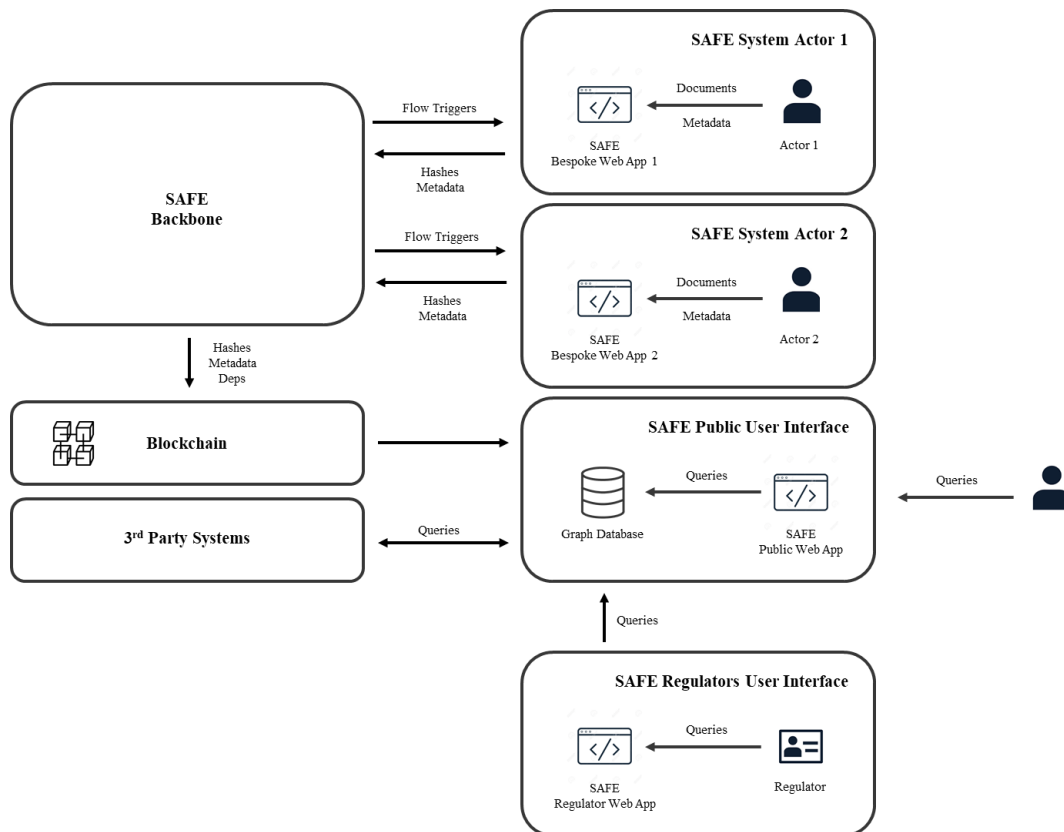 SAFE System Actor 1
Documents
Metadata
SAFE
Bespoke Web App 1
Actor 1
Flow Triggers
Hashes
Metadata
SAFE
Backbone
SAFE System Actor 2
Flow Triggers
Documents
Metadata
SAFE
Bespoke Web App 2
Actor 2
Hashes
Metadata
Hashes
Metadata
Deps
Blockchain
SAFE Public User Interface
Queries
Graph Database
SAFE
Public Web App
Queries
3rd Party Systems
Queries
Queries
SAFE Regulators User Interface
Queries
SAFE
Regulator Web App
Regulator